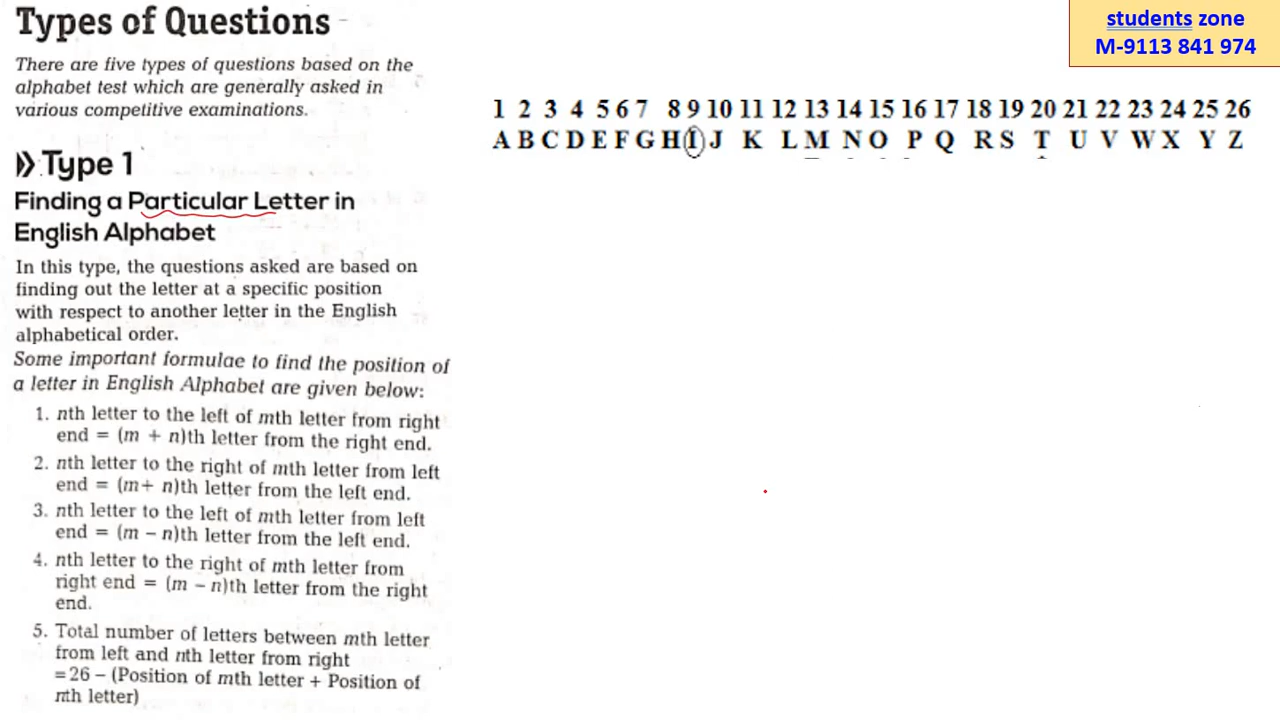 Types of Questions
There are five types of questions based on the
alphabet test which are generally asked in
various competitive examinations.
Type 1
Finding a Particular Letter in
English Alphabet
In this type, the questions asked are based on
finding out the letter at a specific position
with respect to another letter in the English
alphabetical order.
Some important formulae to find the position of
a letter in English Alphabet are given below:
1. nth letter to the left of mth letter from right
end = (m + n)th letter from the right end.
2. nth letter to the right of mth letter from left
end = (m+ n)th letter from the left end.
3. nth letter to the left of mth letter from left
end = (m − n)th letter from the left end.
4. nth letter to the right of mth letter from
right end = (m − n)th letter from the right
end.
5. Total number of letters between mth letter
from left and nth letter from right
= 26 − (Position of mth letter + Position of
nth letter)
students zone
M-9113 841 974
1 2 3 4 5 6 7 8 9 10 11 12 13 14 15 16 17 18 19 20 21 22 23 24 25 26
A B C D E F G H I J K L M N O P Q R S T U V W X Y Z